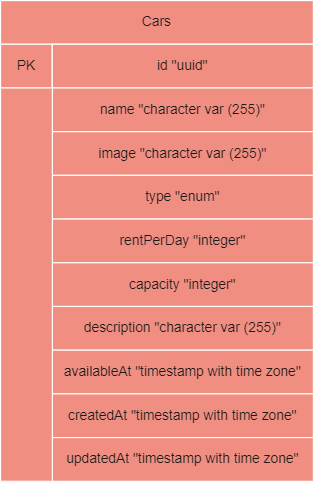 Cars
PK
id "uuid"
name "character var (255)"
image "character var (255)"
type "enum"
rentPerDay "integer"
capacity "integer"
description "character var (255)"
availableAt "timestamp with time zone"
createdAt "timestamp with time zone"
updatedAt "timestamp with time zone"